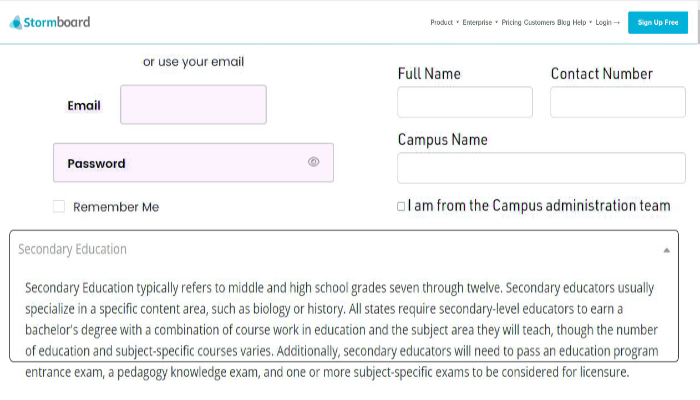 Stormboard
Product Enterprise Pricing Customers Blog Help Login → Sign Up Free
or use your email
Email
Password
Remember Me
Full Name
Contact Number
Campus Name
I am from the Campus administration team
Secondary Education
Secondary Education typically refers to middle and high school grades seven through twelve. Secondary educators usually
specialize in a specific content area, such as biology or history. All states require secondary-level educators to earn a
bachelor's degree with a combination of course work in education and the subject area they will teach, though the number
of education and subject-specific courses varies. Additionally, secondary educators will need to pass an education program
entrance exam, a pedagogy knowledge exam, and one or more subject-specific exams to be considered for licensure.